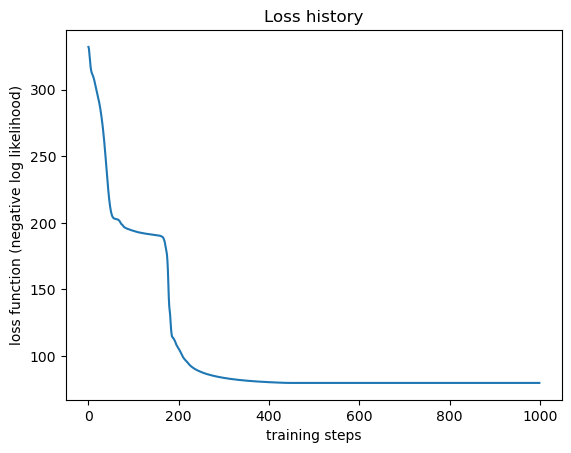 Loss history
loss function (negative log likelihood)
300
250
200
150
100
0 200 400 600 800 1000
training steps